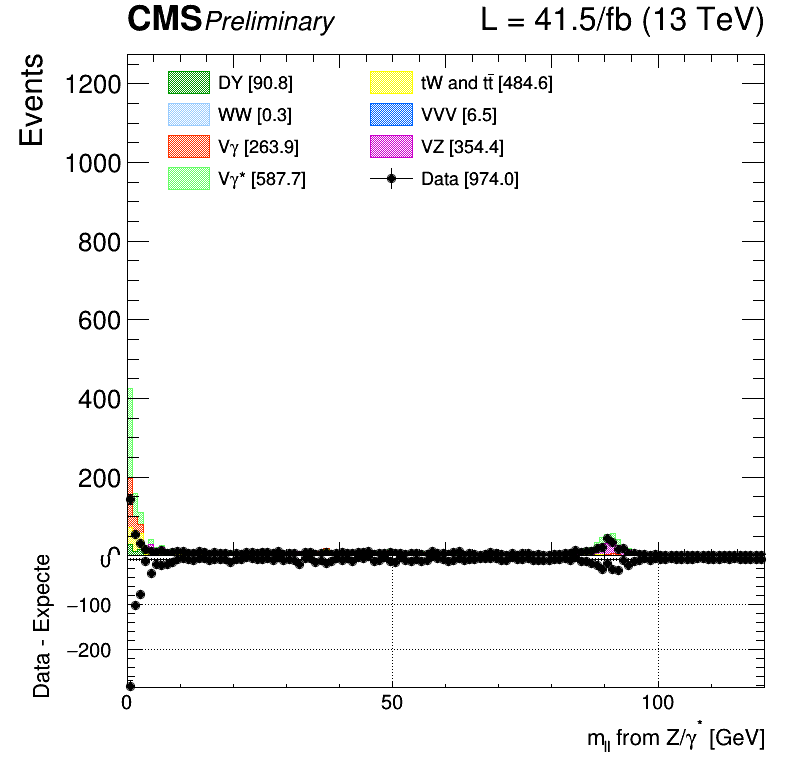 CMS Preliminary L = 41.5/fb (13 TeV)
Events
1200
1000
800
600
400
200
0
DY [90.8]
WW [0.3]
Vγ [263.9]
Vγ* [587.7]
tW and tt̄ [484.6]
VVV [6.5]
VZ [354.4]
Data [974.0]
Data - Expecte
0
−100
−200
0 50 100
m_ll from Z/γ* [GeV]